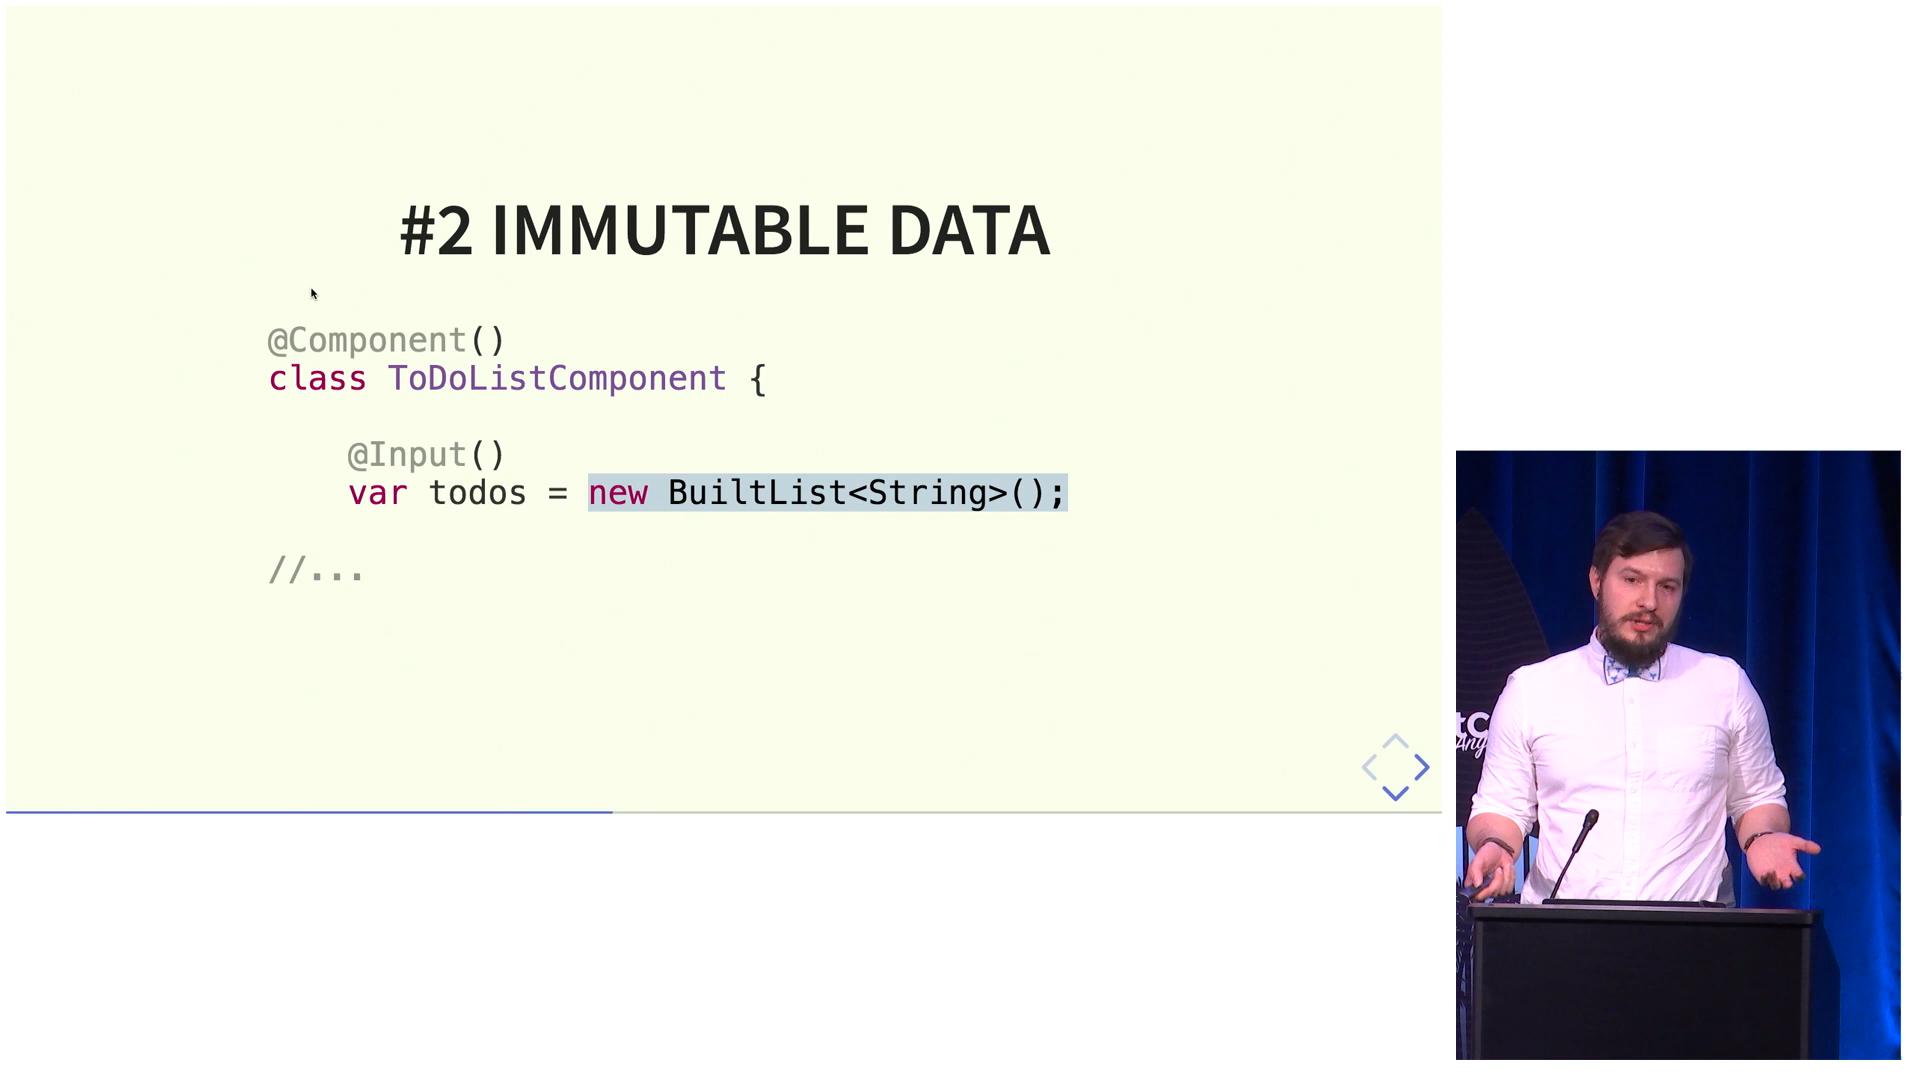 #2 IMMUTABLE DATA
@Component()
class ToDoListComponent {
@Input()
var todos = new BuiltList<String>();
//...